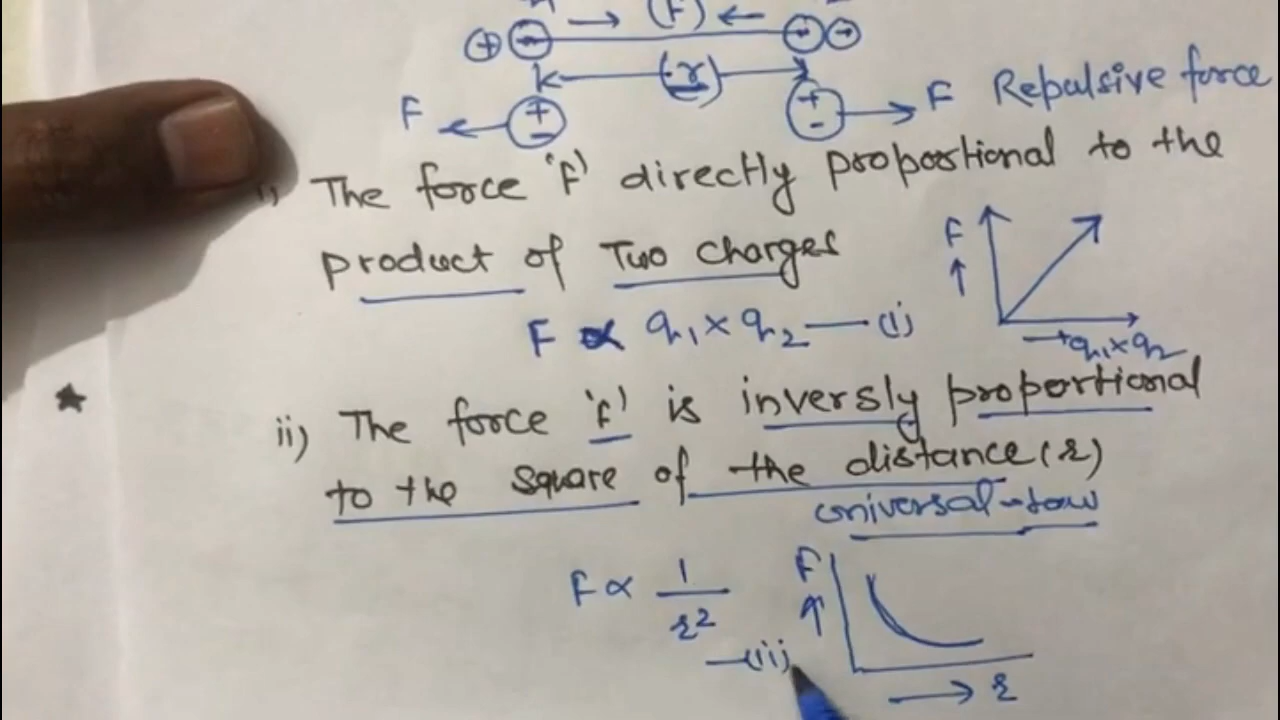 → (F) ←
⊕ ⊖ ⊕ ⊖
(r)
F ← + - + - → F Repulsive force
i) The force 'F' directly proportional to the
product of Two charges
F ∝ q₁ × q₂ — (i)
F ↑
→ q₁×q₂
ii) The force 'F' is inversly proportional
to the square of the distance (r)
universal law
F ∝ 1/r² — (ii)
F ↑
→ r